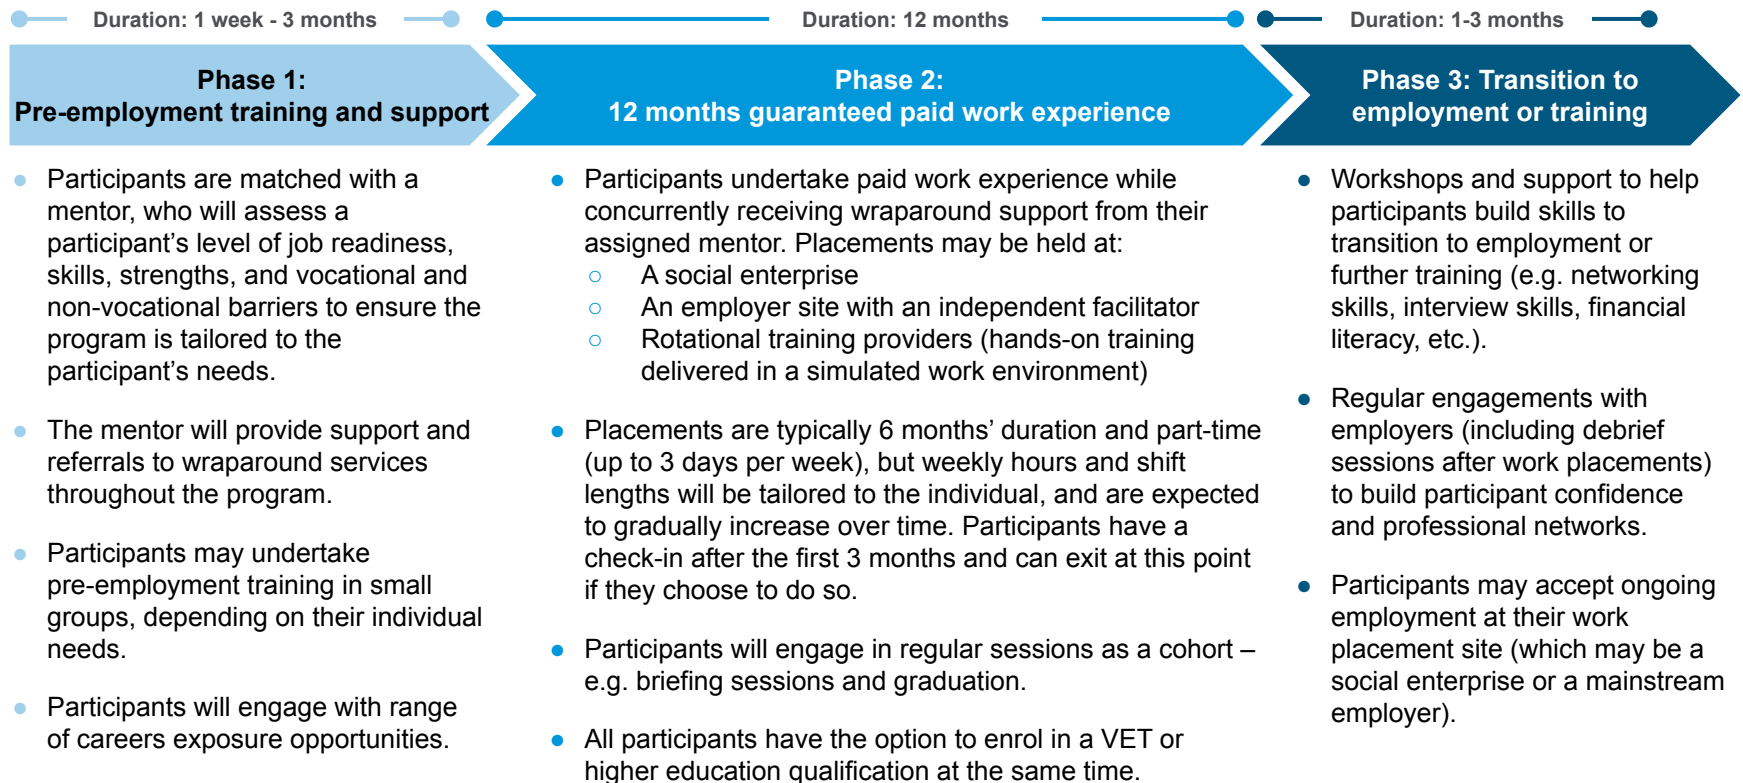 Duration: 1 week - 3 months
Duration: 12 months
Duration: 1-3 months
Phase 1:
Pre-employment training and support
Phase 2:
12 months guaranteed paid work experience
Phase 3: Transition to
employment or training
● Participants are matched with a
mentor, who will assess a
participant’s level of job readiness,
skills, strengths, and vocational and
non-vocational barriers to ensure the
program is tailored to the
participant’s needs.
● The mentor will provide support and
referrals to wraparound services
throughout the program.
● Participants may undertake
pre-employment training in small
groups, depending on their individual
needs.
● Participants will engage with range
of careers exposure opportunities.
● Participants undertake paid work experience while
concurrently receiving wraparound support from their
assigned mentor. Placements may be held at:
○ A social enterprise
○ An employer site with an independent facilitator
○ Rotational training providers (hands-on training
delivered in a simulated work environment)
● Placements are typically 6 months’ duration and part-time
(up to 3 days per week), but weekly hours and shift
lengths will be tailored to the individual, and are expected
to gradually increase over time. Participants have a
check-in after the first 3 months and can exit at this point
if they choose to do so.
● Participants will engage in regular sessions as a cohort –
e.g. briefing sessions and graduation.
● All participants have the option to enrol in a VET or
higher education qualification at the same time.
● Workshops and support to help
participants build skills to
transition to employment or
further training (e.g. networking
skills, interview skills, financial
literacy, etc.).
● Regular engagements with
employers (including debrief
sessions after work placements)
to build participant confidence
and professional networks.
● Participants may accept ongoing
employment at their work
placement site (which may be a
social enterprise or a mainstream
employer).